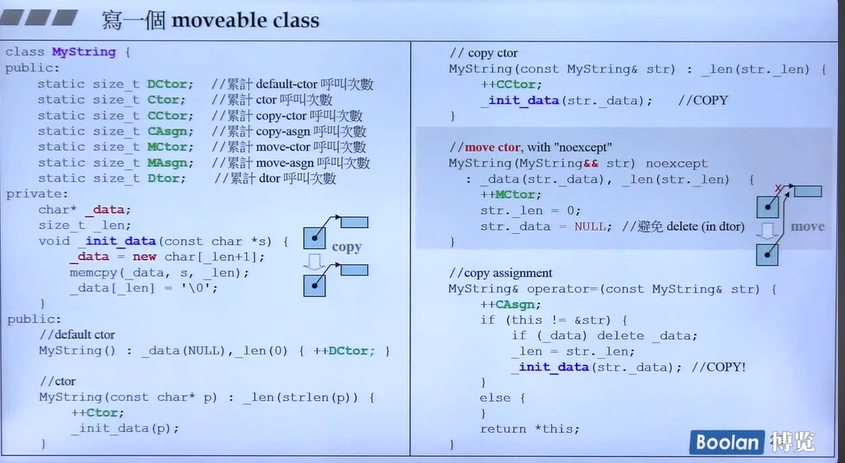 寫一個 moveable class
class MyString {
public:
static size_t DCtor; //累計 default-ctor 呼叫次數
static size_t Ctor; //累計 ctor 呼叫次數
static size_t CCtor; //累計 copy-ctor 呼叫次數
static size_t CAsgn; //累計 copy-asgn 呼叫次數
static size_t MCtor; //累計 move-ctor 呼叫次數
static size_t MAsgn; //累計 move-asgn 呼叫次數
static size_t Dtor; //累計 dtor 呼叫次數
private:
char* _data;
size_t _len;
void _init_data(const char *s) {
_data = new char[_len+1];
memcpy(_data, s, _len);
_data[_len] = '\0';
}
copy
public:
//default ctor
MyString() : _data(NULL),_len(0) { ++DCtor; }
//ctor
MyString(const char* p) : _len(strlen(p)) {
++Ctor;
_init_data(p);
}
// copy ctor
MyString(const MyString& str) : _len(str._len) {
++CCtor;
_init_data(str._data); //COPY
}
//move ctor, with "noexcept"
MyString(MyString&& str) noexcept
: _data(str._data), _len(str._len) {
++MCtor;
str._len = 0;
str._data = NULL; //避免 delete (in dtor)
}
x
move
//copy assignment
MyString& operator=(const MyString& str) {
++CAsgn;
if (this != &str) {
if (_data) delete _data;
_len = str._len;
_init_data(str._data); //COPY!
}
else {
}
return *this;
}
Boolan 博览